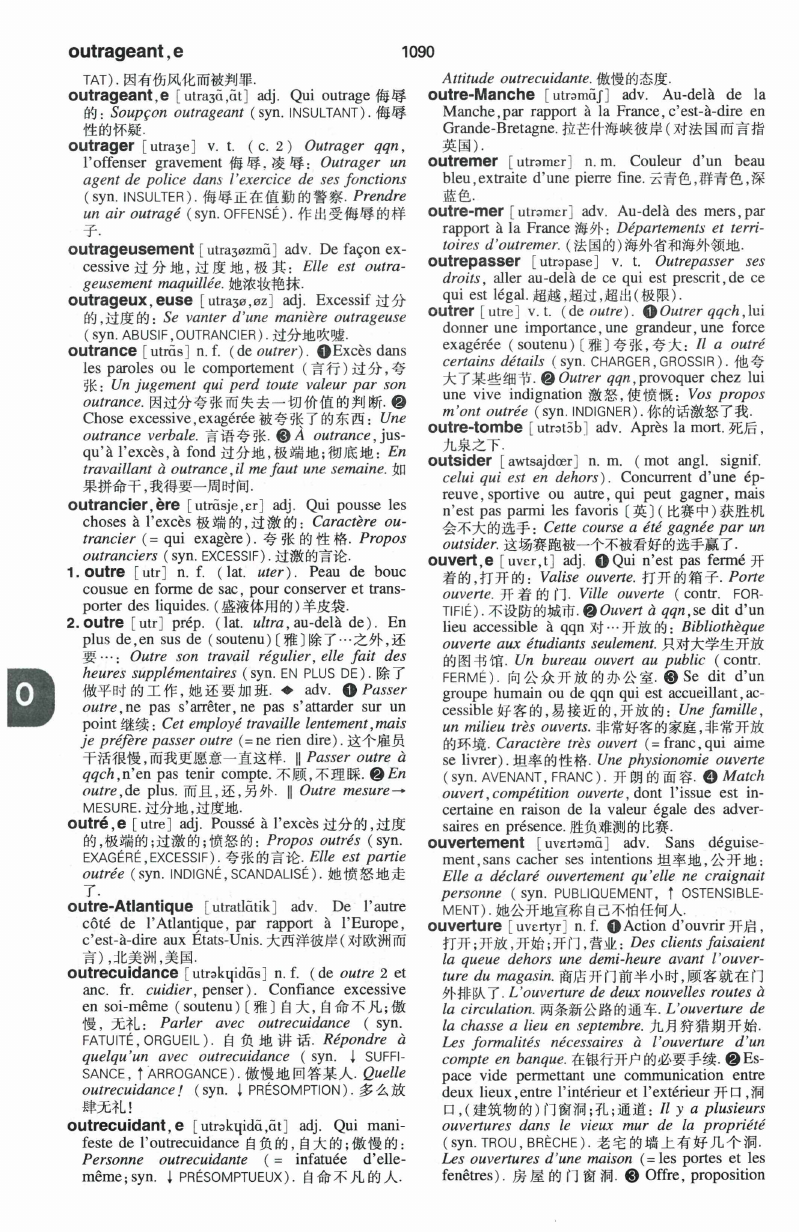 outrageant,e
1090
TAT). 因有伤风化而被判罪.
outrageant,e [utraʒɑ̃,ɑ̃t] adj. Qui outrage 侮辱
的: Soupçon outrageant (syn. INSULTANT). 侮辱
性的怀疑.
outrager [utraʒe] v. t. (c. 2) Outrager qqn,
l'offenser gravement 侮辱,凌辱: Outrager un
agent de police dans l'exercice de ses fonctions
(syn. INSULTER). 侮辱正在值勤的警察. Prendre
un air outragé (syn. OFFENSÉ). 作出受侮辱的样
子.
outrageusement [utraʒøzmɑ̃] adv. De façon ex-
cessive 过分地,过度地,极其: Elle est outra-
geusement maquillée. 她浓妆艳抹.
outrageux, euse [utraʒø,øz] adj. Excessif 过分
的,过度的: Se vanter d'une manière outrageuse
(syn. ABUSIF,OUTRANCIER). 过分地吹嘘.
outrance [utrɑ̃s] n. f. (de outrer). ❶Excès dans
les paroles ou le comportement (言行)过分,夸
张: Un jugement qui perd toute valeur par son
outrance. 因过分夸张而失去一切价值的判断. ❷
Chose excessive,exagérée 被夸张了的东西: Une
outrance verbale. 言语夸张. ❸ À outrance, jus-
qu'à l'excès,à fond 过分地,极端地;彻底地: En
travaillant à outrance,il me faut une semaine. 如
果拼命干,我得要一周时间.
outrancier,ère [utrɑ̃sje,ɛr] adj. Qui pousse les
choses à l'excès 极端的,过激的: Caractère ou-
trancier (= qui exagère). 夸张的性格. Propos
outranciers (syn. EXCESSIF). 过激的言论.
1. outre [utr] n. f. (lat. uter). Peau de bouc
cousue en forme de sac, pour conserver et trans-
porter des liquides. (盛液体用的)羊皮袋.
2. outre [utr] prép. (lat. ultra,au-delà de). En
plus de,en sus de (soutenu)〔雅〕除了…之外,还
要…: Outre son travail régulier, elle fait des
heures supplémentaires (syn. EN PLUS DE). 除了
做平时的工作,她还要加班. ◆ adv. ❶ Passer
outre,ne pas s'arrêter, ne pas s'attarder sur un
point 继续: Cet employé travaille lentement,mais
je préfère passer outre (=ne rien dire). 这个雇员
干活很慢,而我更愿意一直这样. ‖ Passer outre à
qqch,n'en pas tenir compte. 不顾,不理睬. ❷ En
outre,de plus. 而且,还,另外. ‖ Outre mesure→
MESURE. 过分地,过度地.
outré,e [utre] adj. Poussé à l'excès 过分的,过度
的,极端的;过激的;愤怒的: Propos outrés (syn.
EXAGÉRÉ,EXCESSIF). 夸张的言论. Elle est partie
outrée (syn. INDIGNÉ, SCANDALISÉ). 她愤怒地走
了.
outre-Atlantique [utratlɑ̃tik] adv. De l'autre
côté de l'Atlantique, par rapport à l'Europe,
c'est-à-dire aux États-Unis. 大西洋彼岸(对欧洲而
言),北美洲,美国.
outrecuidance [utrəkɥidɑ̃s] n. f. (de outre 2 et
anc. fr. cuidier, penser). Confiance excessive
en soi-même (soutenu)〔雅〕自大,自命不凡;傲
慢, 无礼: Parler avec outrecuidance (syn.
FATUITÉ, ORGUEIL). 自负地讲话. Répondre à
quelqu'un avec outrecuidance (syn. ↓ SUFFI-
SANCE, ↑ ARROGANCE). 傲慢地回答某人. Quelle
outrecuidance! (syn. ↓ PRÉSOMPTION). 多么放
肆无礼!
outrecuidant, e [utrəkɥidɑ̃,ɑ̃t] adj. Qui mani-
feste de l'outrecuidance 自负的,自大的;傲慢的:
Personne outrecuidante (= infatuée d'elle-
même;syn. ↓ PRÉSOMPTUEUX). 自命不凡的人.
O
Attitude outrecuidante. 傲慢的态度.
outre-Manche [utrəmɑ̃ʃ] adv. Au-delà de la
Manche,par rapport à la France, c'est-à-dire en
Grande-Bretagne. 拉芒什海峡彼岸(对法国而言指
英国).
outremer [utrəmɛr] n. m. Couleur d'un beau
bleu,extraite d'une pierre fine. 云青色,群青色,深
蓝色.
outre-mer [utrəmɛr] adv. Au-delà des mers,par
rapport à la France 海外: Départements et terri-
toires d'outremer. (法国的)海外省和海外领地.
outrepasser [utrəpase] v. t. Outrepasser ses
droits, aller au-delà de ce qui est prescrit,de ce
qui est légal. 超越,超过,超出(极限).
outrer [utre] v. t. (de outre). ❶Outrer qqch,lui
donner une importance, une grandeur, une force
exagérée (soutenu)〔雅〕夸张,夸大: Il a outré
certains détails (syn. CHARGER, GROSSIR). 他夸
大了某些细节. ❷ Outrer qqn,provoquer chez lui
une vive indignation 激怒,使愤慨: Vos propos
m'ont outrée (syn. INDIGNER). 你的话激怒了我.
outre-tombe [utrətɔ̃b] adv. Après la mort. 死后,
九泉之下.
outsider [awtsajdœr] n. m. (mot angl. signif.
celui qui est en dehors). Concurrent d'une ép-
reuve, sportive ou autre, qui peut gagner, mais
n'est pas parmi les favoris〔英〕(比赛中)获胜机
会不大的选手: Cette course a été gagnée par un
outsider. 这场赛跑被一个不被看好的选手赢了.
ouvert,e [uvɛr,t] adj. ❶Qui n'est pas fermé 开
着的,打开的: Valise ouverte. 打开的箱子. Porte
ouverte. 开着的门. Ville ouverte (contr. FOR-
TIFIÉ). 不设防的城市. ❷ Ouvert à qqn,se dit d'un
lieu accessible à qqn 对…开放的: Bibliothèque
ouverte aux étudiants seulement. 只对大学生开放
的图书馆. Un bureau ouvert au public (contr.
FERMÉ). 向公众开放的办公室. ❸ Se dit d'un
groupe humain ou de qqn qui est accueillant,ac-
cessible 好客的,易接近的,开放的: Une famille,
un milieu très ouverts. 非常好客的家庭,非常开放
的环境. Caractère très ouvert (=franc,qui aime
se livrer). 坦率的性格. Une physionomie ouverte
(syn. AVENANT, FRANC). 开朗的面容. ❹ Match
ouvert,compétition ouverte, dont l'issue est in-
certaine en raison de la valeur égale des adver-
saires en présence. 胜负难测的比赛.
ouvertement [uvɛrtəmɑ̃] adv. Sans déguise-
ment,sans cacher ses intentions 坦率地,公开地:
Elle a déclaré ouvertement qu'elle ne craignait
personne (syn. PUBLIQUEMENT, ↑ OSTENSIBLE-
MENT). 她公开地宣称自己不怕任何人.
ouverture [uvɛrtyr] n. f. ❶Action d'ouvrir 开启,
打开;开放,开始;开门,营业: Des clients faisaient
la queue dehors une demi-heure avant l'ouver-
ture du magasin. 商店开门前半小时,顾客就在门
外排队了. L'ouverture de deux nouvelles routes à
la circulation. 两条新公路的通车. L'ouverture de
la chasse a lieu en septembre. 九月狩猎期开始.
Les formalités nécessaires à l'ouverture d'un
compte en banque. 在银行开户的必要手续. ❷Es-
pace vide permettant une communication entre
deux lieux,entre l'intérieur et l'extérieur 开口,洞
口,(建筑物的)门窗洞;孔;通道: Il y a plusieurs
ouvertures dans le vieux mur de la propriété
(syn. TROU, BRÈCHE). 老宅的墙上有好几个洞.
Les ouvertures d'une maison (=les portes et les
fenêtres). 房屋的门窗洞. ❸ Offre, proposition